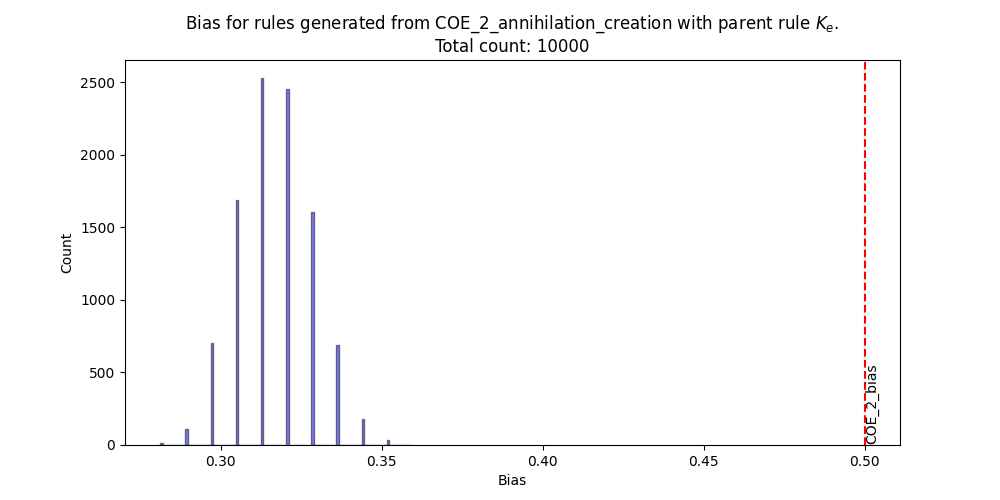 Bias for rules generated from COE_2_annihilation_creation with parent rule $K_e$.
Total count: 10000
2500
2000
1500
1000
500
0
Count
COE_2_bias
0.30 0.35 0.40 0.45 0.50
Bias